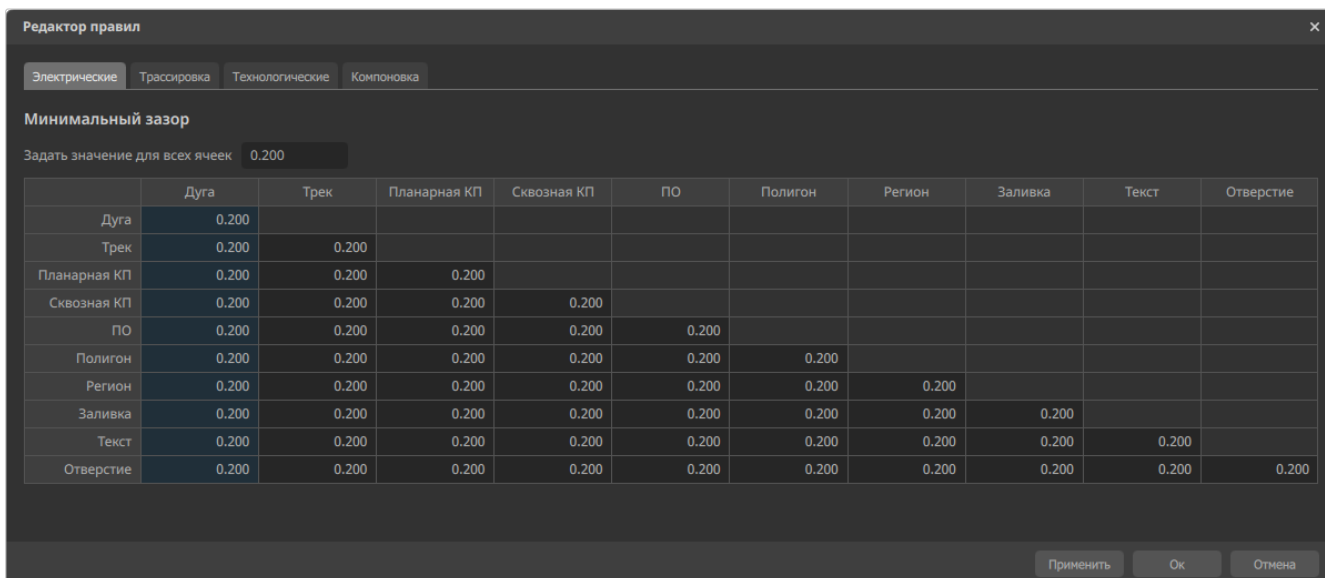 Редактор правил ×
Электрические Трассировка Технологические Компоновка
Минимальный зазор
Задать значение для всех ячеек 0.200
Дуга Трек Планарная КП Сквозная КП ПО Полигон Регион Заливка Текст Отверстие
Дуга 0.200
Трек 0.200 0.200
Планарная КП 0.200 0.200 0.200
Сквозная КП 0.200 0.200 0.200 0.200
ПО 0.200 0.200 0.200 0.200 0.200
Полигон 0.200 0.200 0.200 0.200 0.200 0.200
Регион 0.200 0.200 0.200 0.200 0.200 0.200 0.200
Заливка 0.200 0.200 0.200 0.200 0.200 0.200 0.200 0.200
Текст 0.200 0.200 0.200 0.200 0.200 0.200 0.200 0.200 0.200
Отверстие 0.200 0.200 0.200 0.200 0.200 0.200 0.200 0.200 0.200 0.200
Применить Ок Отмена